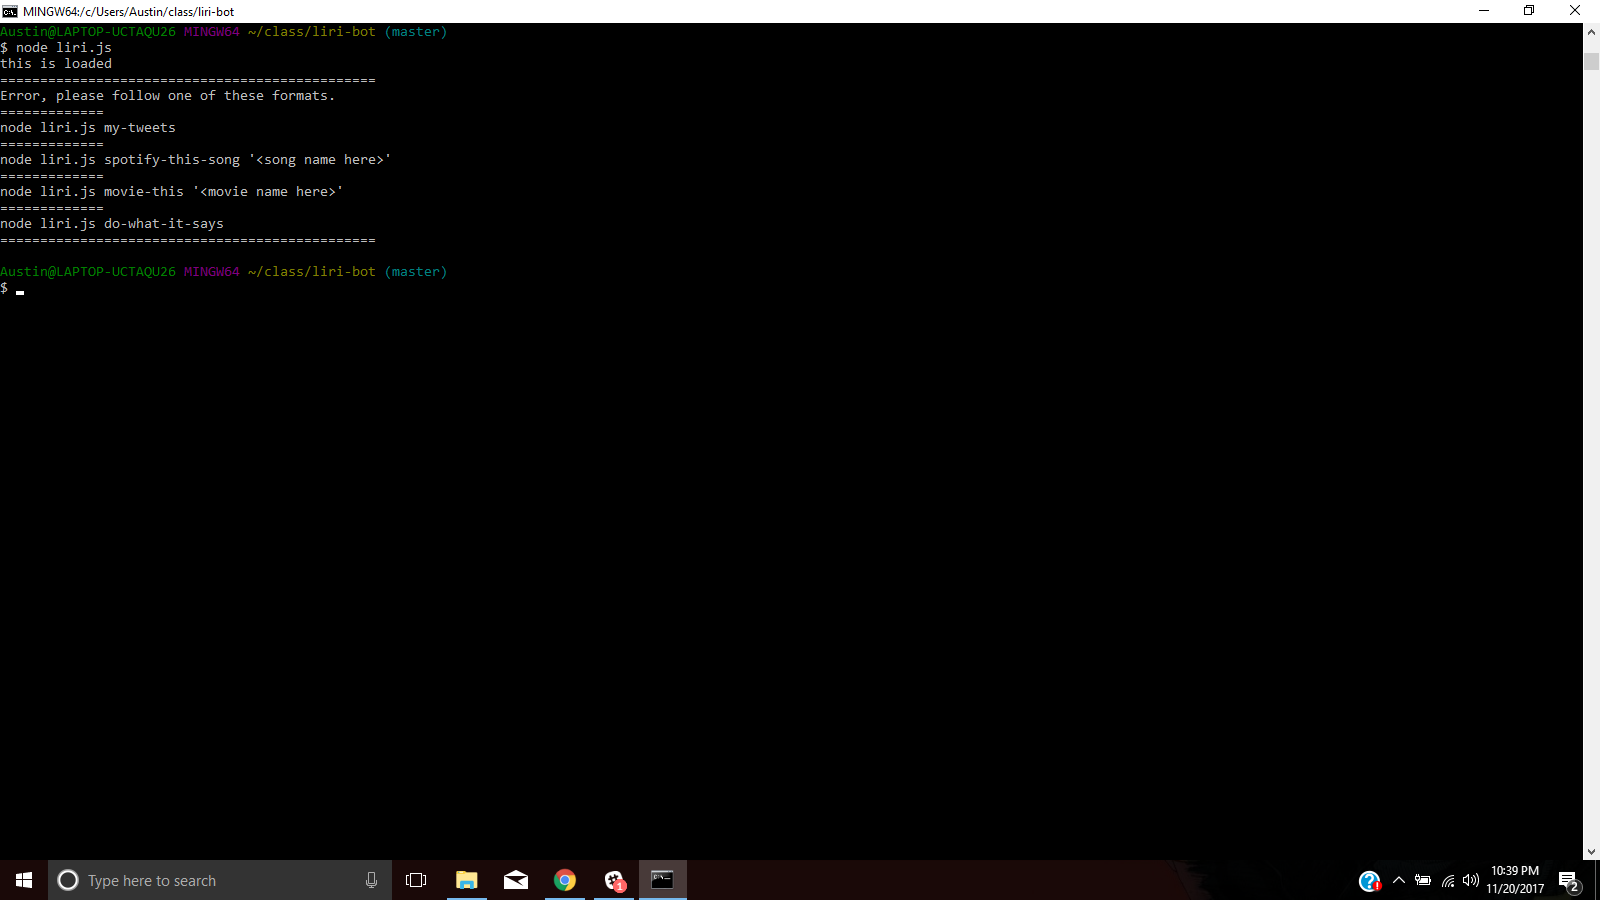 MINGW64:/c/Users/Austin/class/liri-bot
Austin@LAPTOP-UCTAQU26 MINGW64 ~/class/liri-bot (master)
$ node liri.js
this is loaded
===============================================
Error, please follow one of these formats.
=============
node liri.js my-tweets
=============
node liri.js spotify-this-song '<song name here>'
=============
node liri.js movie-this '<movie name here>'
=============
node liri.js do-what-it-says
===============================================
Austin@LAPTOP-UCTAQU26 MINGW64 ~/class/liri-bot (master)
$
Type here to search
1
10:39 PM
11/20/2017
2